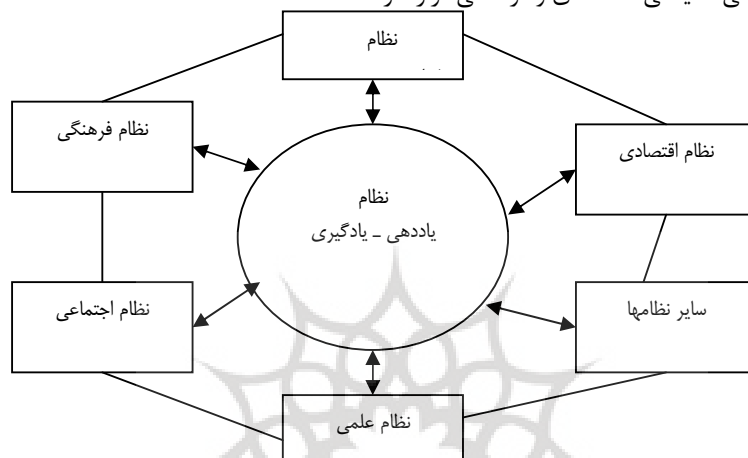 نظام
نظام فرهنگی
نظام اقتصادی
نظام
یاددهی ـ یادگیری
نظام اجتماعی
سایر نظامها
نظام علمی